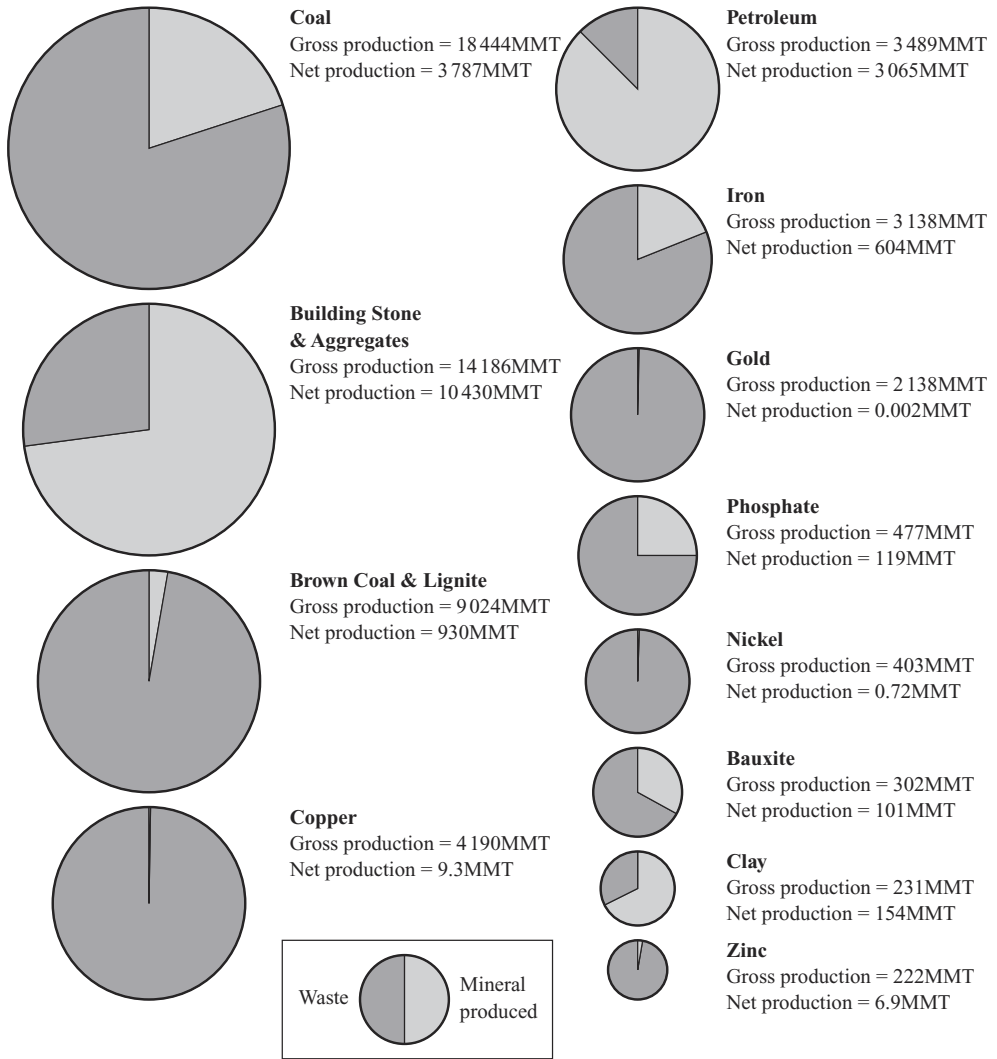 Coal
Gross production = 18 444MMT
Net production = 3 787MMT
Building Stone
& Aggregates
Gross production = 14 186MMT
Net production = 10 430MMT
Brown Coal & Lignite
Gross production = 9 024MMT
Net production = 930MMT
Copper
Gross production = 4 190MMT
Net production = 9.3MMT
Petroleum
Gross production = 3 489MMT
Net production = 3 065MMT
Iron
Gross production = 3 138MMT
Net production = 604MMT
Gold
Gross production = 2 138MMT
Net production = 0.002MMT
Phosphate
Gross production = 477MMT
Net production = 119MMT
Nickel
Gross production = 403MMT
Net production = 0.72MMT
Bauxite
Gross production = 302MMT
Net production = 101MMT
Clay
Gross production = 231MMT
Net production = 154MMT
Zinc
Gross production = 222MMT
Net production = 6.9MMT
Waste
Mineral
produced